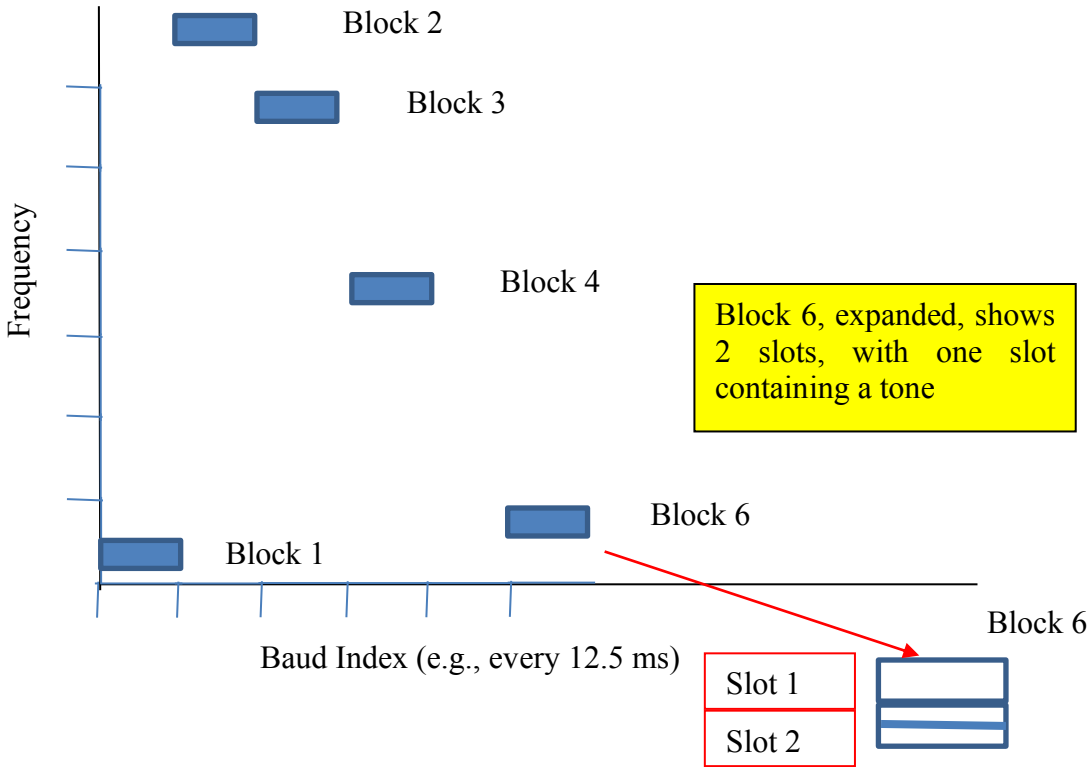 Block 2
Block 3
Frequency
Block 4
Block 6, expanded, shows
2 slots, with one slot
containing a tone
Block 6
Block 1
Block 6
Baud Index (e.g., every 12.5 ms)
Slot 1
Slot 2